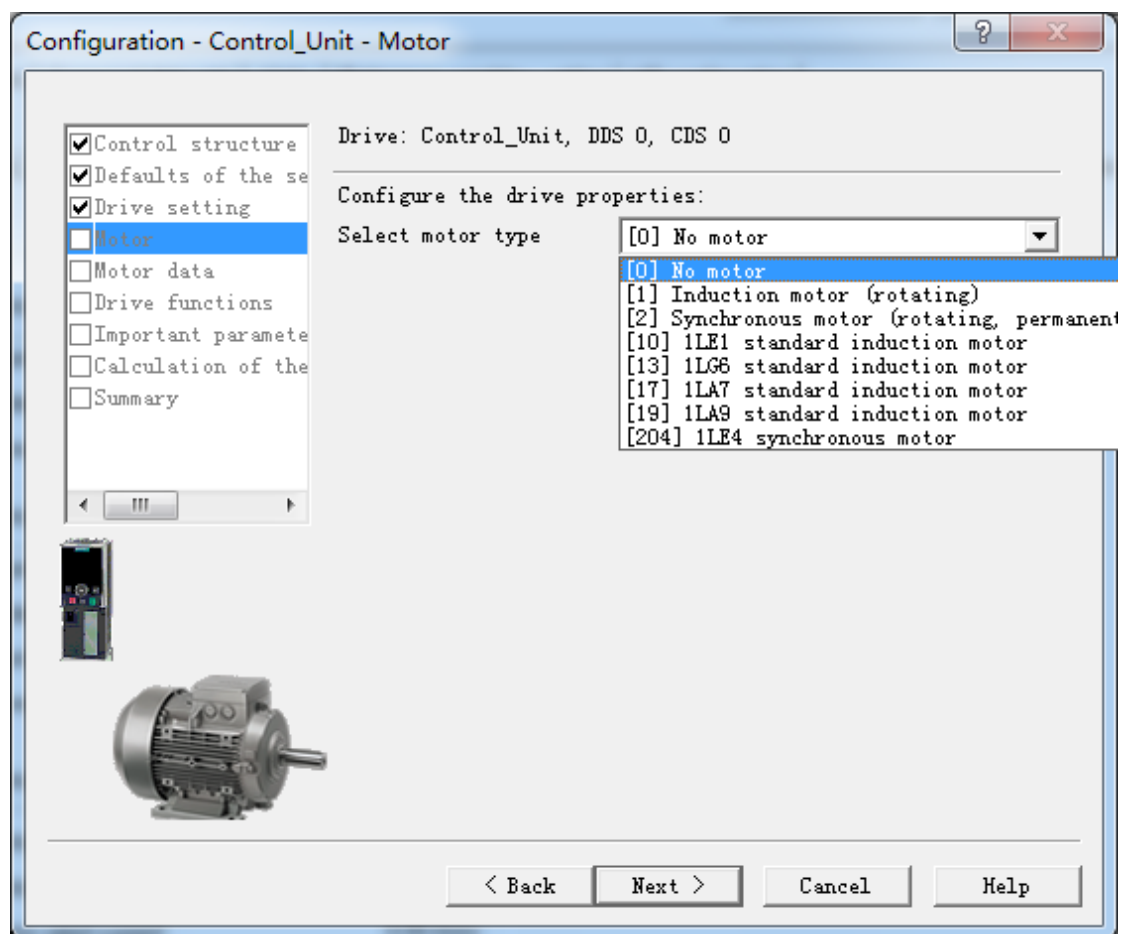 Configuration - Control_Unit - Motor
Control structure
Defaults of the se
Drive setting
Motor
Motor data
Drive functions
Important paramete
Calculation of the
Summary
Drive: Control_Unit, DDS 0, CDS 0
Configure the drive properties:
Select motor type
[0] No motor
[0] No motor
[1] Induction motor (rotating)
[2] Synchronous motor (rotating, permanent
[10] 1LE1 standard induction motor
[13] 1LG6 standard induction motor
[17] 1LA7 standard induction motor
[19] 1LA9 standard induction motor
[204] 1LE4 synchronous motor
< Back
Next >
Cancel
Help